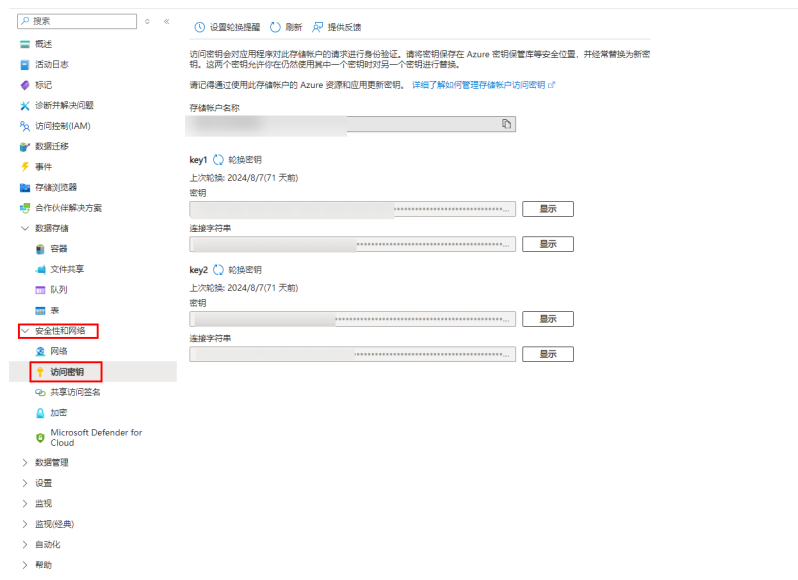 搜索
概述
活动日志
标记
诊断并解决问题
访问控制(IAM)
数据迁移
事件
存储浏览器
合作伙伴解决方案
数据存储
容器
文件共享
队列
表
安全性和网络
网络
访问密钥
共享访问签名
加密
Microsoft Defender for
Cloud
数据管理
设置
监视
监视(经典)
自动化
帮助
设置轮换提醒 刷新 提供反馈
访问密钥会对应用程序对此存储帐户的请求进行身份验证。请将密钥保存在 Azure 密钥保管库等安全位置，并经常替换为新密
钥。这两个密钥允许你在仍然使用其中一个密钥时对另一个密钥进行替换。
请记得通过使用此存储帐户的 Azure 资源和应用更新密钥。 详细了解如何管理存储帐户访问密钥
存储帐户名称
key1 轮换密钥
上次轮换: 2024/8/7(71 天前)
密钥
显示
连接字符串
显示
key2 轮换密钥
上次轮换: 2024/8/7(71 天前)
密钥
显示
连接字符串
显示